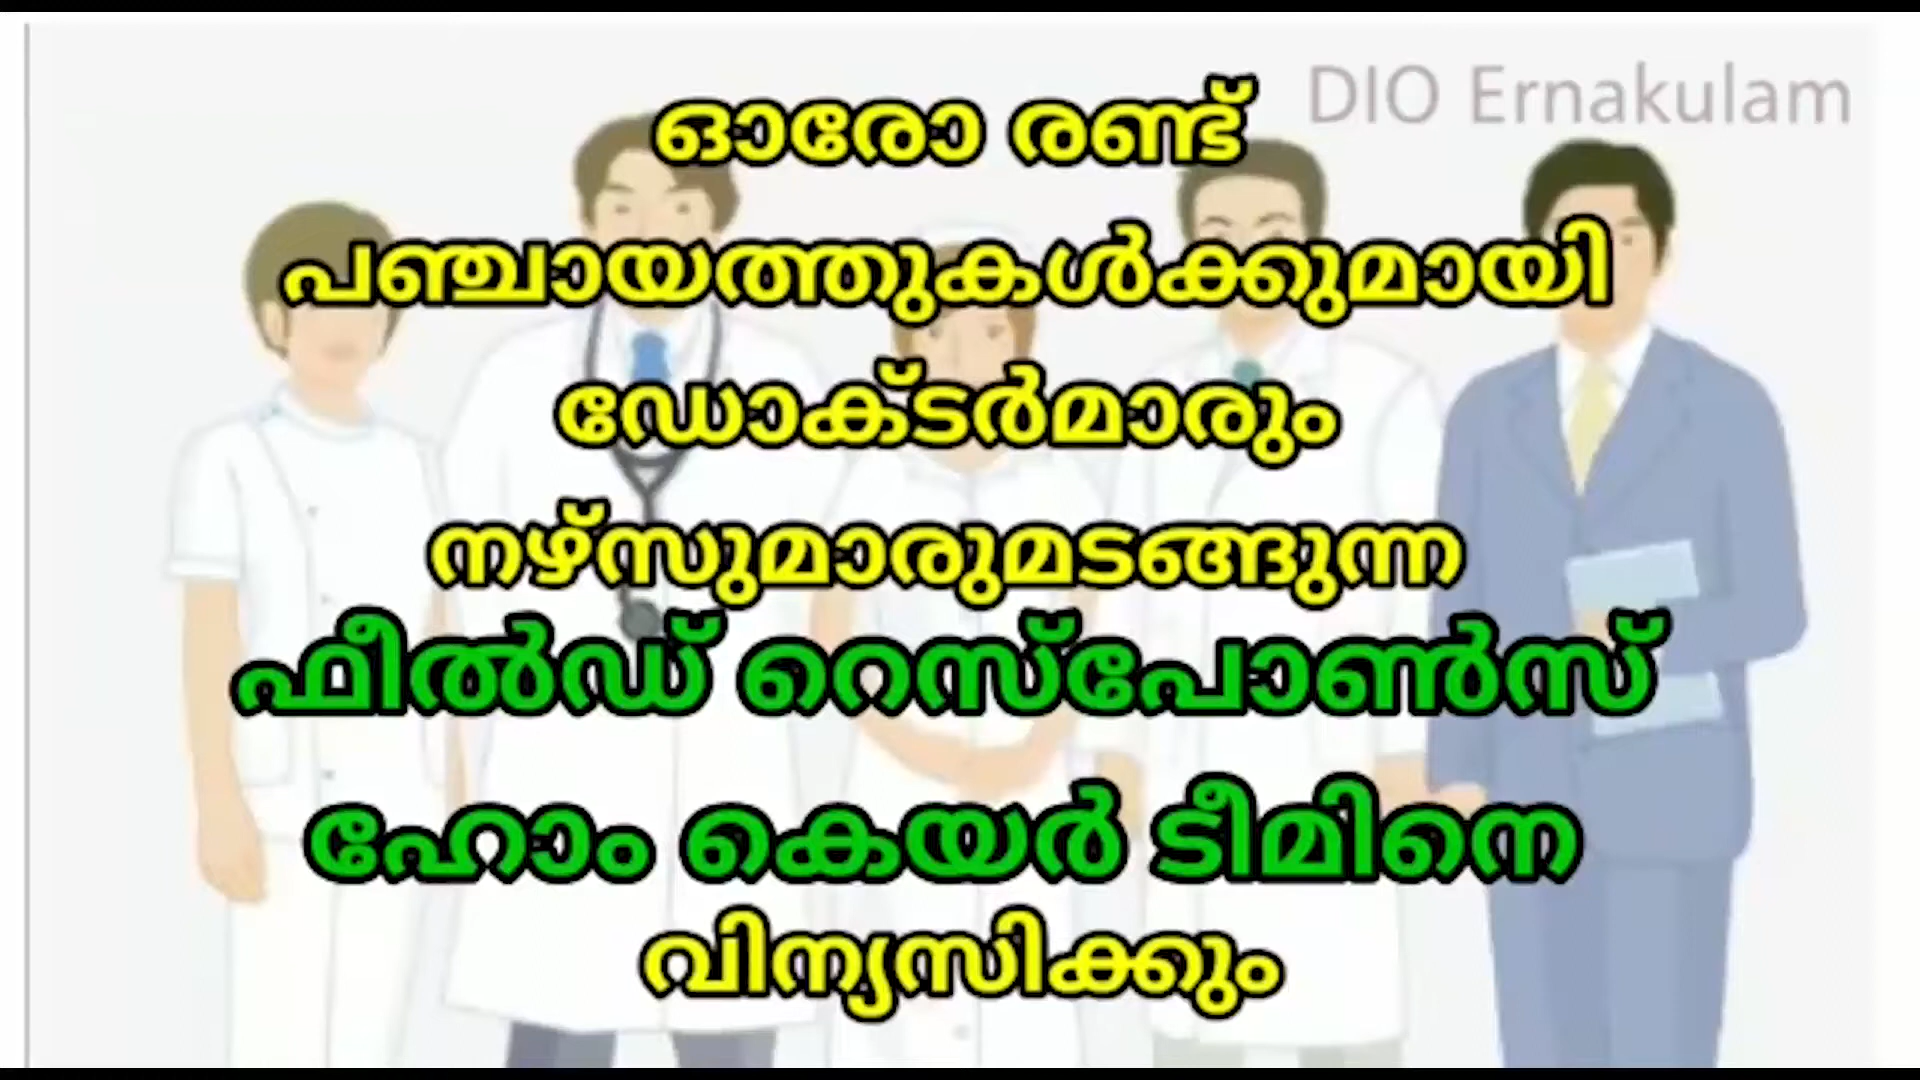 DIO Ernakulam
ഓരോ രണ്ട്
പഞ്ചായത്തുകൾക്കുമായി
ഡോക്ടർമാരും
നഴ്സുമാരുമടങ്ങുന്ന
ഫീൽഡ് റെസ്പോൺസ്
ഹോം കെയർ ടീമിനെ
വിന്യസിക്കും